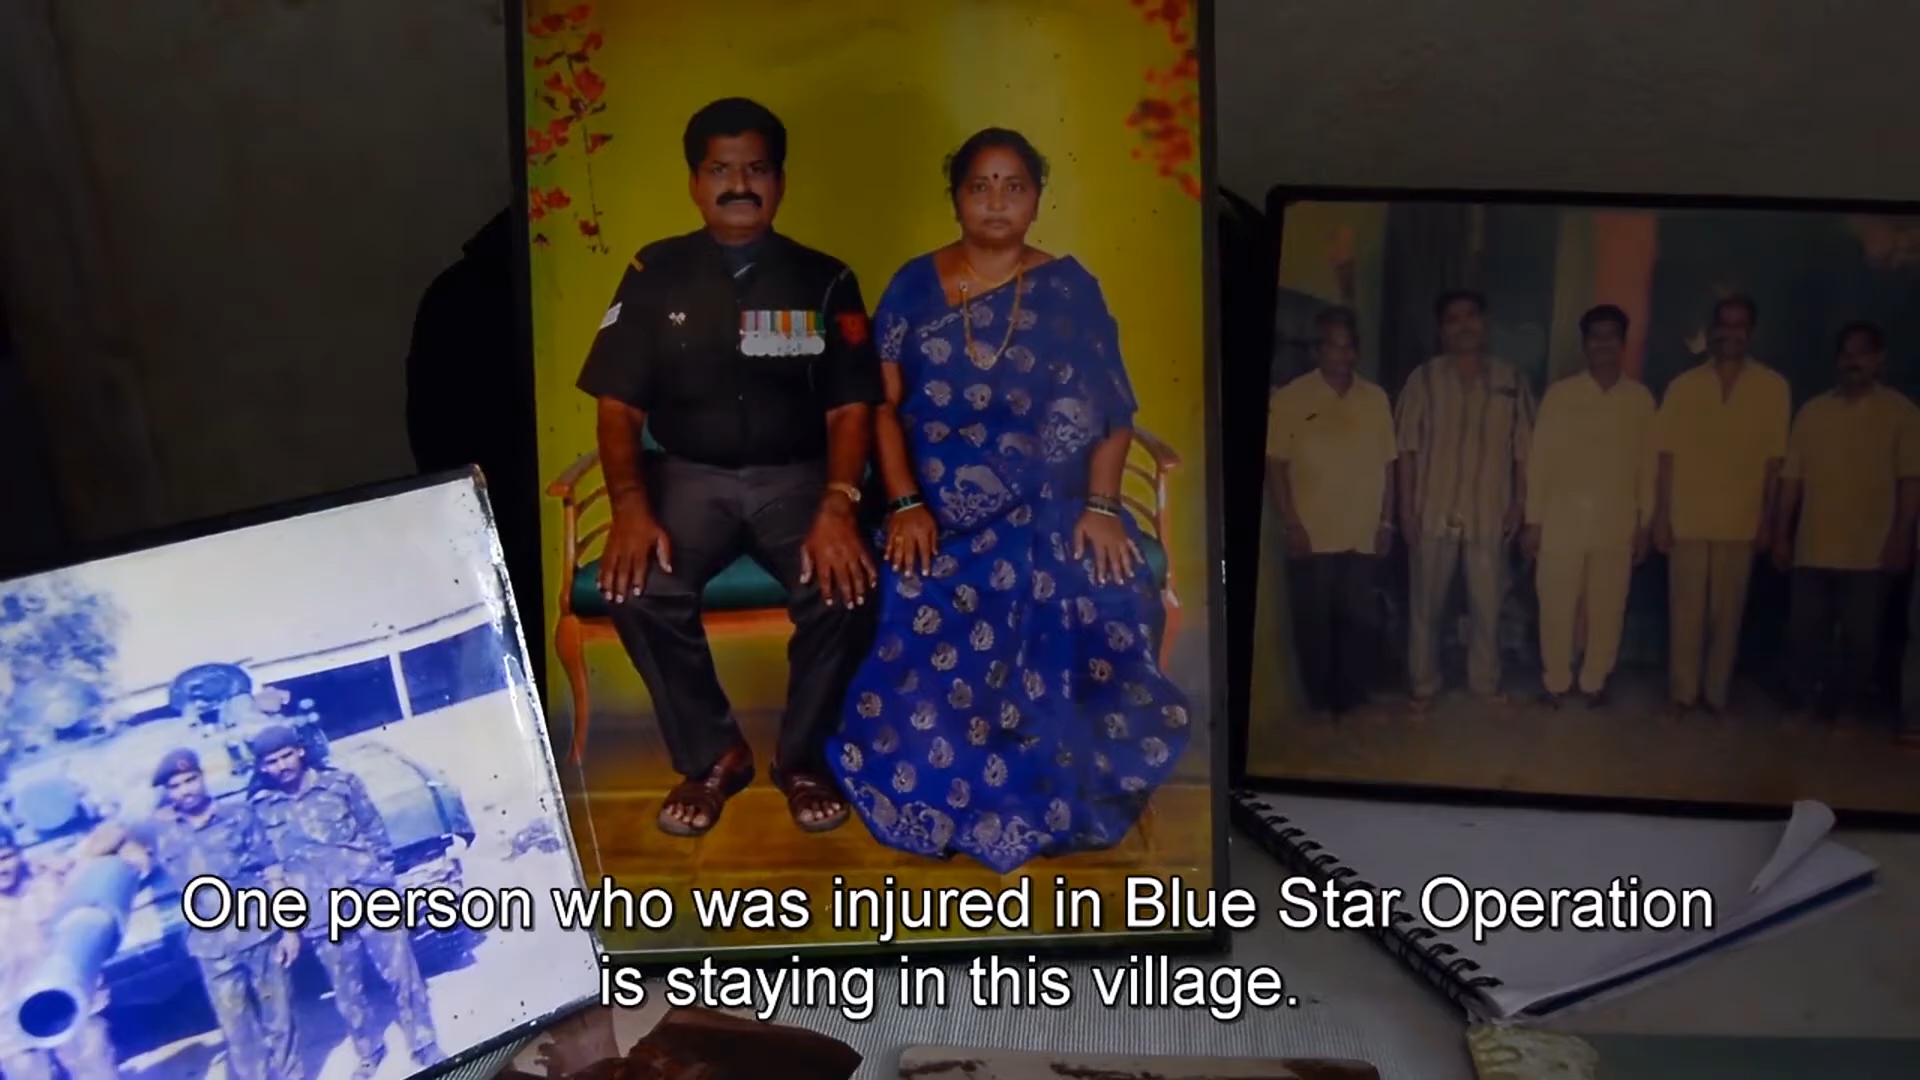 One person who was injured in Blue Star Operation
is staying in this village.